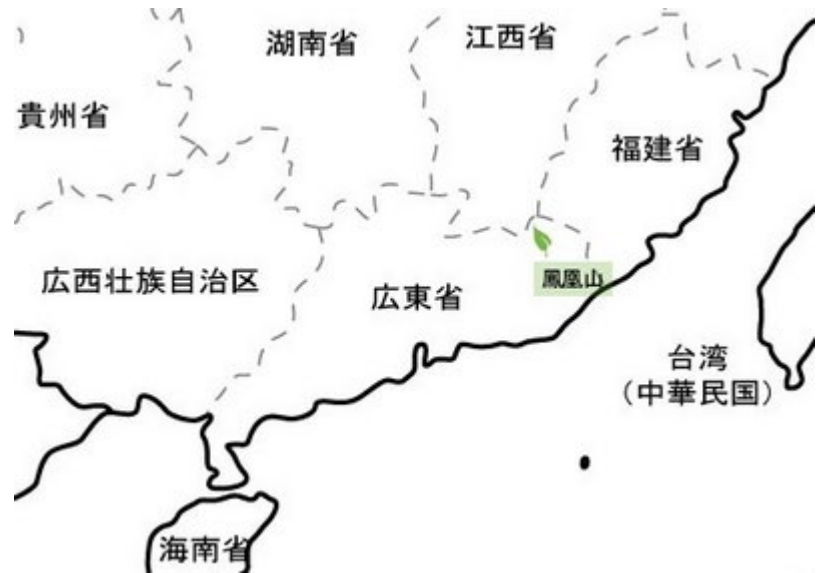 湖南省
江西省
貴州省
福建省
広西壮族自治区
広東省
鳳凰山
台湾
（中華民国）
海南省